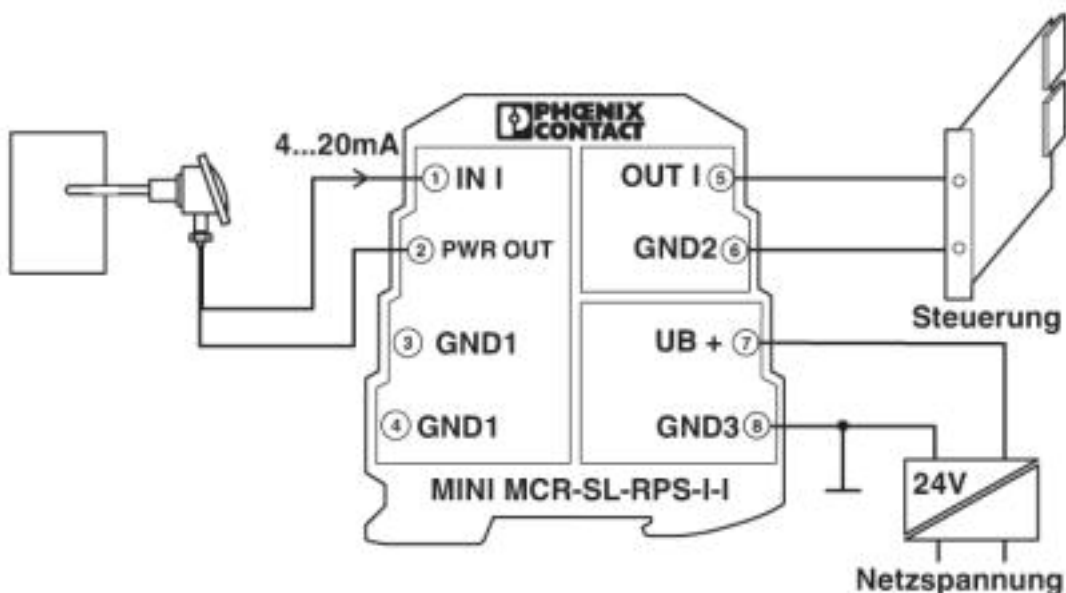 PHŒNIX
CONTACT
4...20mA
1 IN I
OUT I 5
2 PWR OUT
GND2 6
Steuerung
3 GND1
UB + 7
4 GND1
GND3 8
24V
MINI MCR-SL-RPS-I-I
Netzspannung